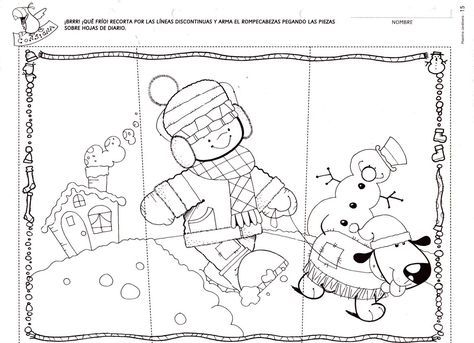 ¡BRRR! ¡QUÉ FRÍO! RECORTA POR LAS LÍNEAS DISCONTINUAS Y ARMA EL ROMPECABEZAS PEGANDO LAS PIEZAS
SOBRE HOJAS DE DIARIO.
NOMBRE
15